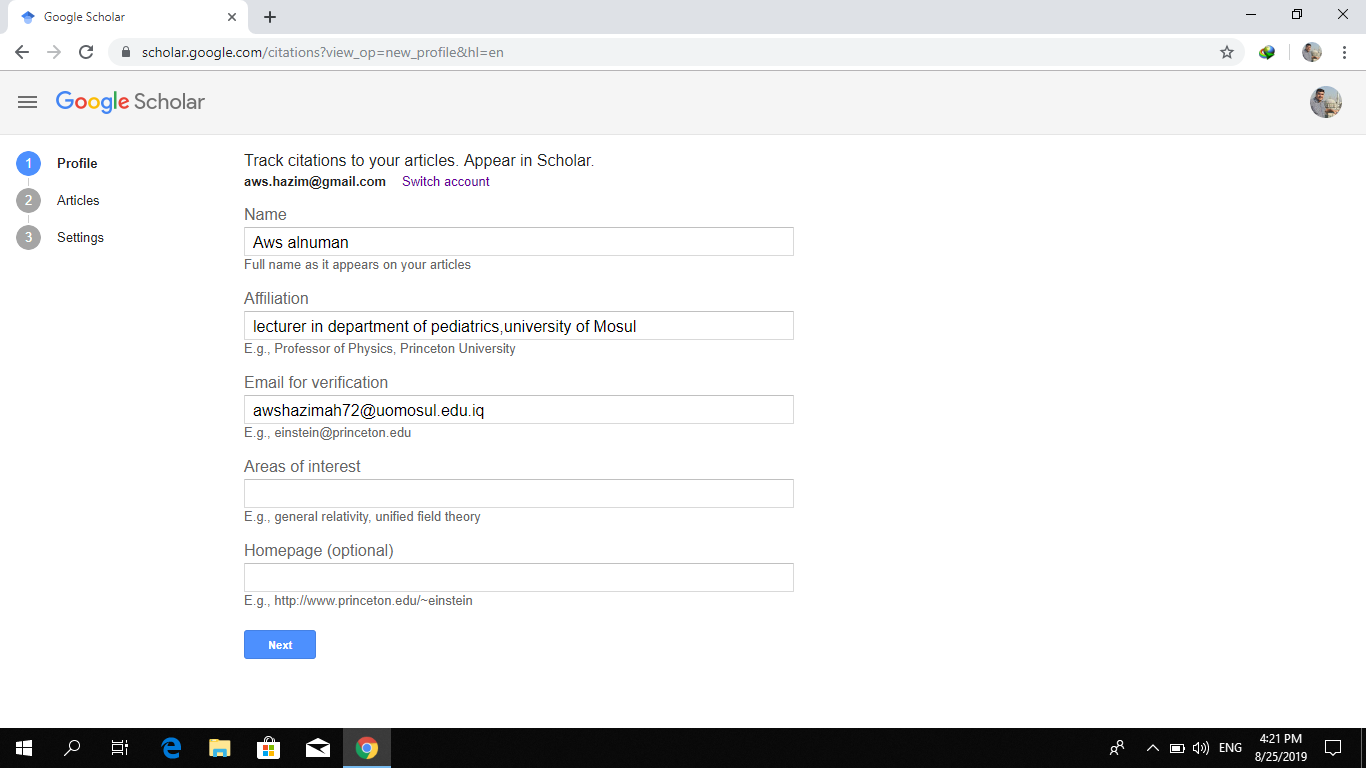 Google Scholar
scholar.google.com/citations?view_op=new_profile&hl=en
Google Scholar
1 Profile
2 Articles
3 Settings
Track citations to your articles. Appear in Scholar.
aws.hazim@gmail.com Switch account
Name
Aws alnuman
Full name as it appears on your articles
Affiliation
lecturer in department of pediatrics,university of Mosul
E.g., Professor of Physics, Princeton University
Email for verification
awshazimah72@uomosul.edu.iq
E.g., einstein@princeton.edu
Areas of interest
E.g., general relativity, unified field theory
Homepage (optional)
E.g., http://www.princeton.edu/~einstein
Next
ENG
4:21 PM
8/25/2019